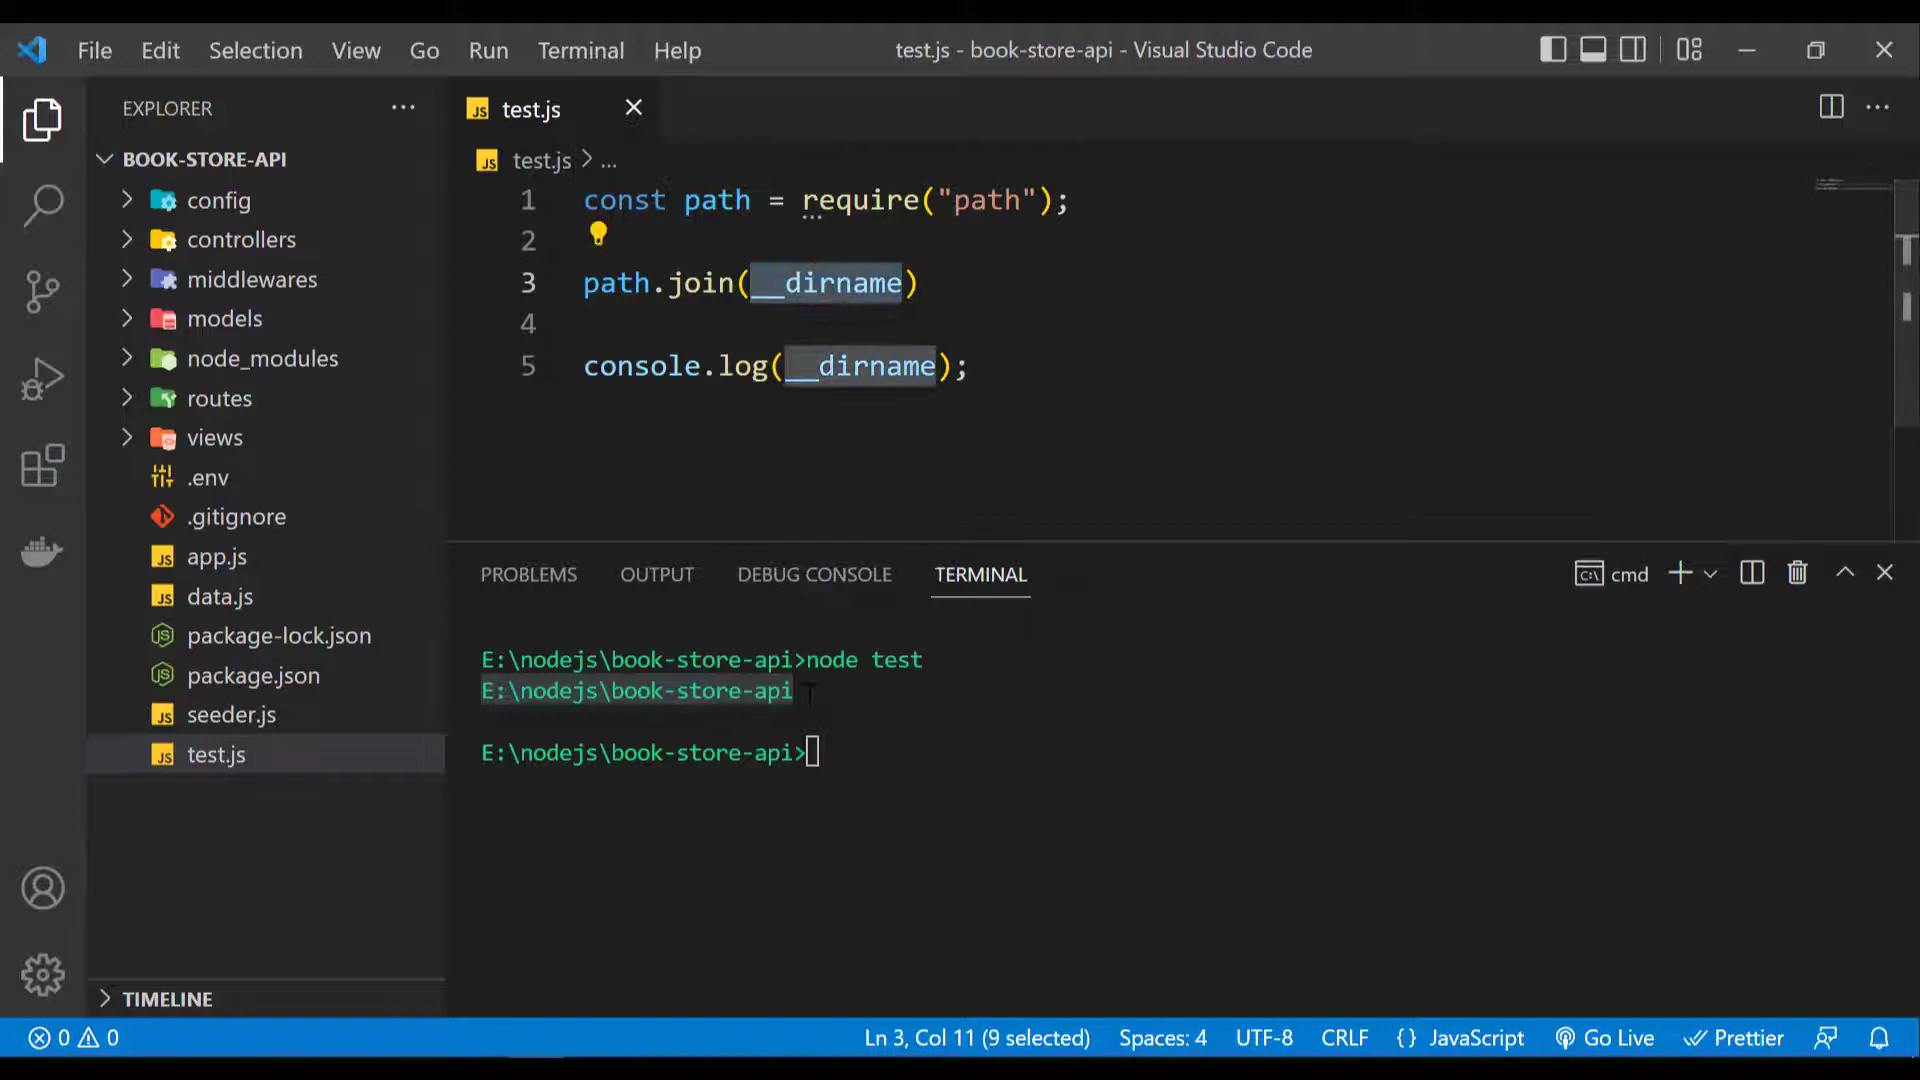 File Edit Selection View Go Run Terminal Help
test.js - book-store-api - Visual Studio Code
EXPLORER
BOOK-STORE-API
config
controllers
middlewares
models
node_modules
routes
views
.env
.gitignore
JS app.js
JS data.js
package-lock.json
package.json
JS seeder.js
JS test.js
TIMELINE
JS test.js
JS test.js > ...
1 const path = require("path");
2
3 path.join(__dirname)
4
5 console.log(__dirname);
PROBLEMS OUTPUT DEBUG CONSOLE TERMINAL
cmd
E:\nodejs\book-store-api>node test
E:\nodejs\book-store-api
E:\nodejs\book-store-api>
0 0
Ln 3, Col 11 (9 selected) Spaces: 4 UTF-8 CRLF {} JavaScript Go Live Prettier